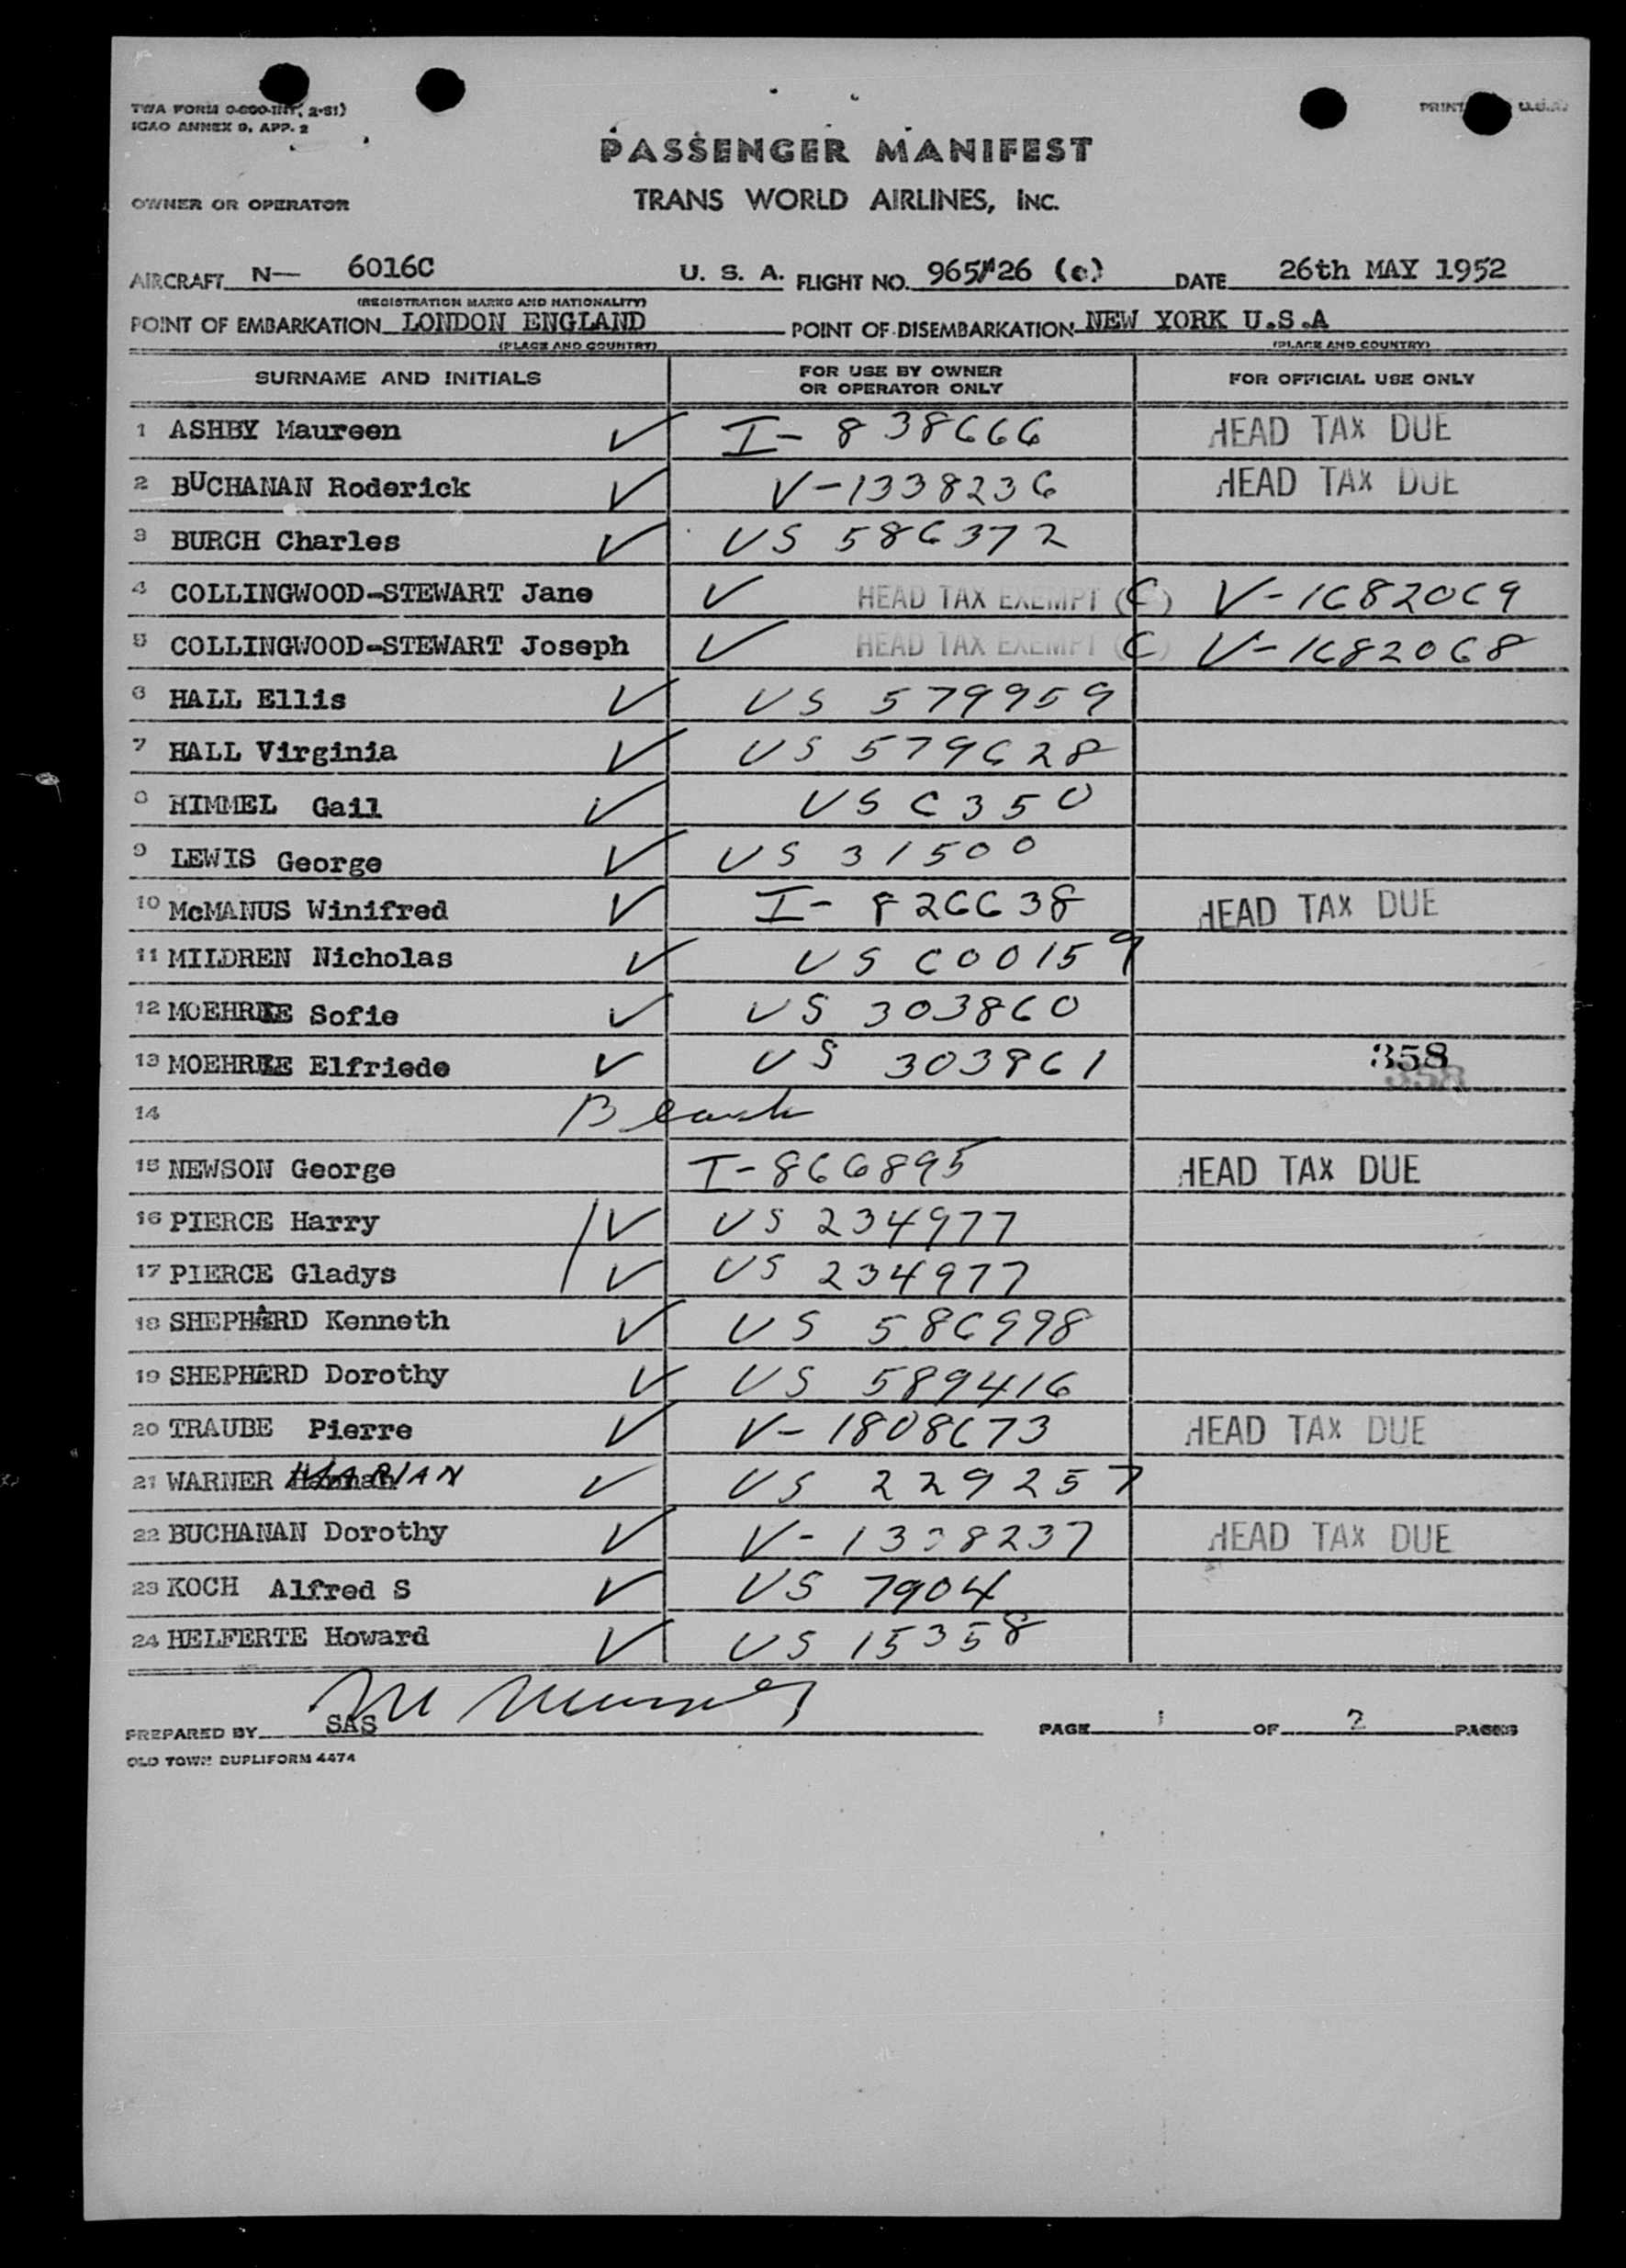 TWA FORM O-800-INT, 2-51)
ICAO ANNEX 9, APP. 2
PRINT U.S.A.
PASSENGER MANIFEST
OWNER OR OPERATOR TRANS WORLD AIRLINES, INC.
AIRCRAFT N— 6016C U. S. A. FLIGHT NO. 965/26 (c) DATE 26th MAY 1952
(REGISTRATION MARKS AND NATIONALITY)
POINT OF EMBARKATION LONDON ENGLAND POINT OF DISEMBARKATION NEW YORK U.S.A
(PLACE AND COUNTRY) (PLACE AND COUNTRY)
SURNAME AND INITIALS FOR USE BY OWNER OR OPERATOR ONLY FOR OFFICIAL USE ONLY
1 ASHBY Maureen ✓ I-838666 HEAD TAX DUE
2 BUCHANAN Roderick ✓ V-1338236 HEAD TAX DUE
3 BURCH Charles ✓ US 586372
4 COLLINGWOOD-STEWART Jane ✓ HEAD TAX EXEMPT (C) V-1682069
5 COLLINGWOOD-STEWART Joseph ✓ HEAD TAX EXEMPT (C) V-1682068
6 HALL Ellis ✓ US 579959
7 HALL Virginia ✓ US 579628
8 HIMMEL Gail ✓ US 6350
9 LEWIS George ✓ US 31500
10 McMANUS Winifred ✓ I-826638 HEAD TAX DUE
11 MILDREN Nicholas ✓ US 600159
12 Sofie ✓ US 303860
13 Elfriede ✓ US 303861 358
14 Blank
15 NEWSON George I-866895 HEAD TAX DUE
16 PIERCE Harry ✓ US 234977
17 PIERCE Gladys ✓ US 234977
18 SHEPHERD Kenneth ✓ US 586998
19 SHEPHERD Dorothy ✓ US 589416
20 TRAUBE Pierre ✓ V-1808673 HEAD TAX DUE
21 WARNER MARIAN ✓ US 229257
22 BUCHANAN Dorothy ✓ V-1338237 HEAD TAX DUE
23 KOCH Alfred S ✓ US 7904
24 HELFERTE Howard ✓ US 15358
PREPARED BY SAS PAGE 1 OF 2 PAGES
OLD TOWN DUPLIFORM 4474